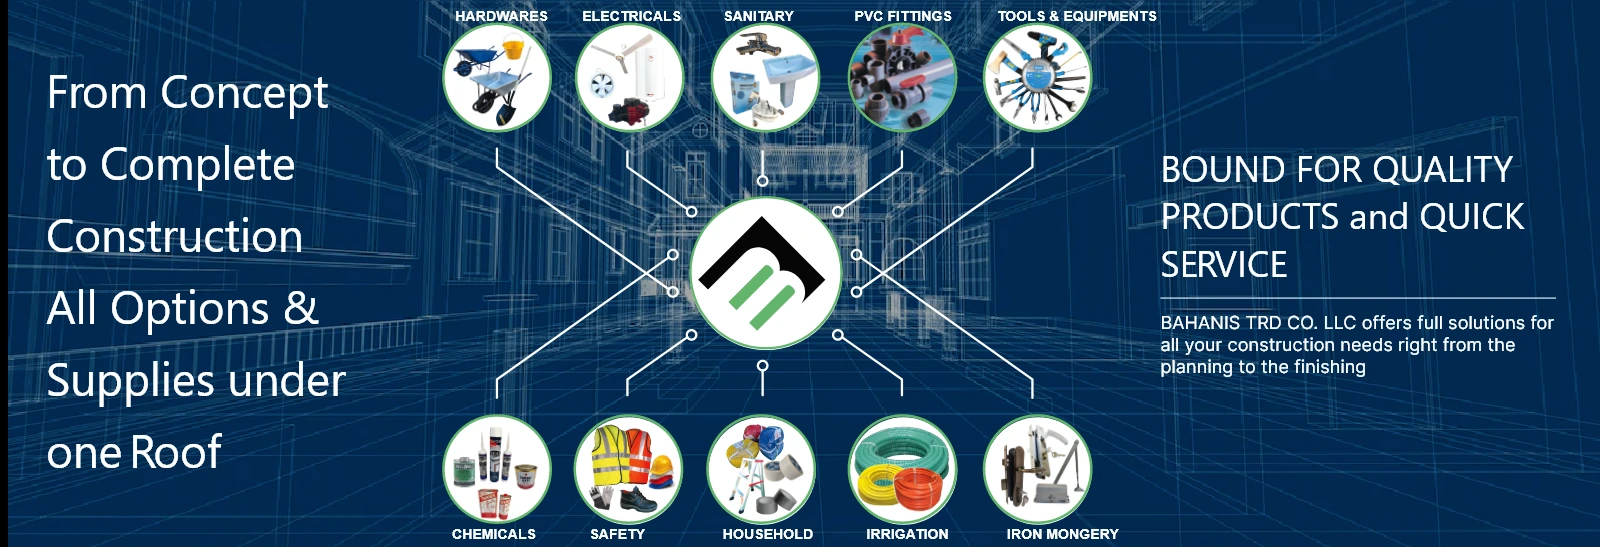 HARDWARES
ELECTRICALS
SANITARY
PVC FITTINGS
TOOLS & EQUIPMENTS
From Concept
to Complete
Construction
All Options &
Supplies under
one Roof
BOUND FOR QUALITY
PRODUCTS and QUICK
SERVICE
BAHANIS TRD CO. LLC offers full solutions for
all your construction needs right from the
planning to the finishing
CHEMICALS
SAFETY
HOUSEHOLD
IRRIGATION
IRON MONGERY